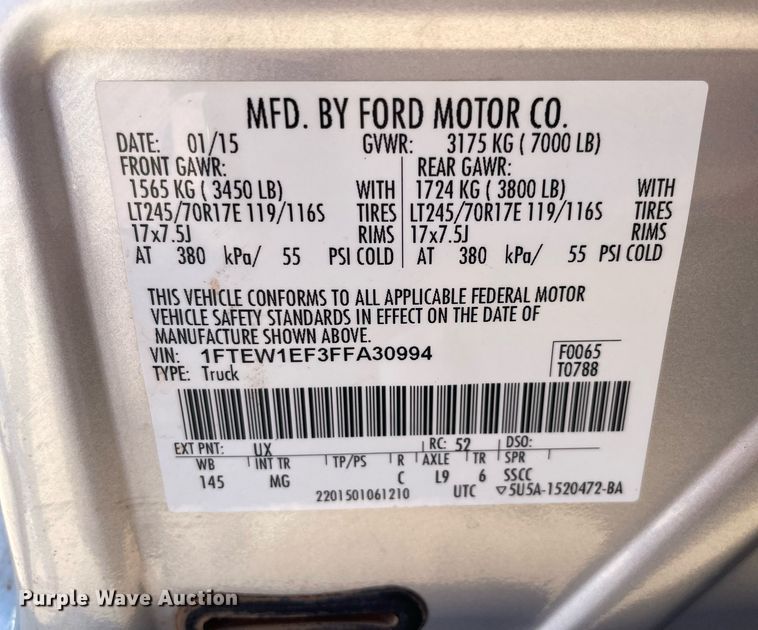 MFD. BY FORD MOTOR CO.
DATE: 01/15 GVWR: 3175 KG ( 7000 LB)
FRONT GAWR: REAR GAWR:
1565 KG ( 3450 LB) WITH 1724 KG ( 3800 LB) WITH
LT245/70R17E 119/116S TIRES LT245/70R17E 119/116S TIRES
17x7.5J RIMS 17x7.5J RIMS
AT 380 kPa/ 55 PSI COLD AT 380 kPa/ 55 PSI COLD
THIS VEHICLE CONFORMS TO ALL APPLICABLE FEDERAL MOTOR
VEHICLE SAFETY STANDARDS IN EFFECT ON THE DATE OF
MANUFACTURE SHOWN ABOVE.
VIN: 1FTEW1EF3FFA30994 F0065
TYPE: Truck T0788
EXT PNT: UX RC: 52 DSO:
WB INT TR TP/PS R AXLE TR SPR
145 MG C L9 6 SSCC
2201501061210 UTC ▽5U5A-1520472-BA
Purple Wave Auction